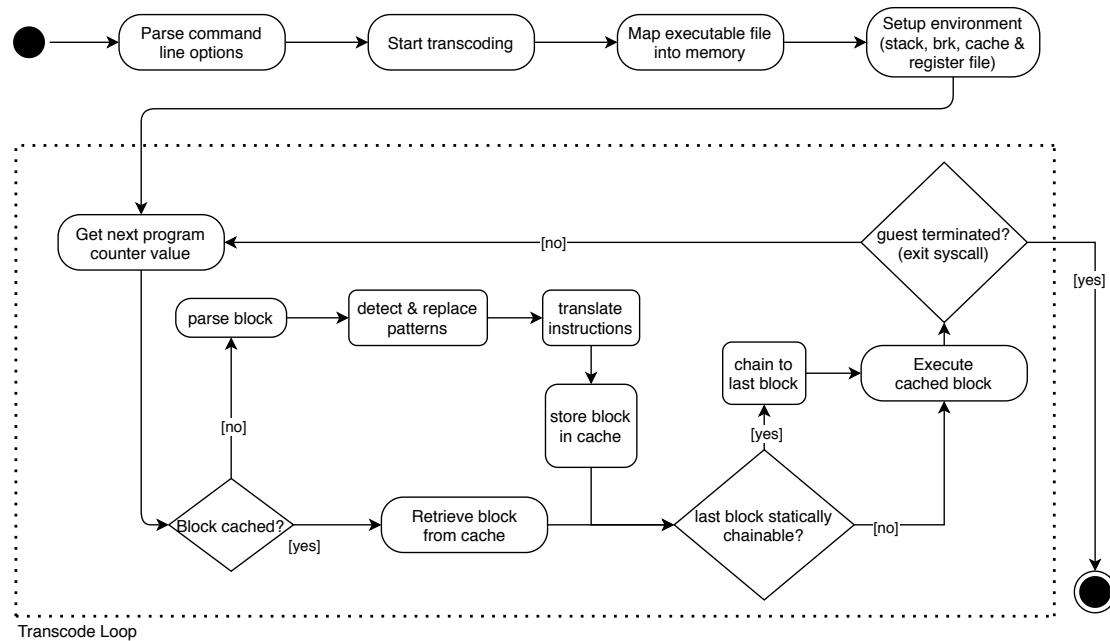 Parse command
line options
Start transcoding
Map executable file
into memory
Setup environment
(stack, brk, cache &
register file)
Get next program
counter value
[no]
guest terminated?
(exit syscall)
[yes]
parse block
detect & replace
patterns
translate
instructions
chain to
last block
Execute
cached block
store block
in cache
[no]
[yes]
Block cached?
[yes]
Retrieve block
from cache
last block statically
chainable?
[no]
Transcode Loop